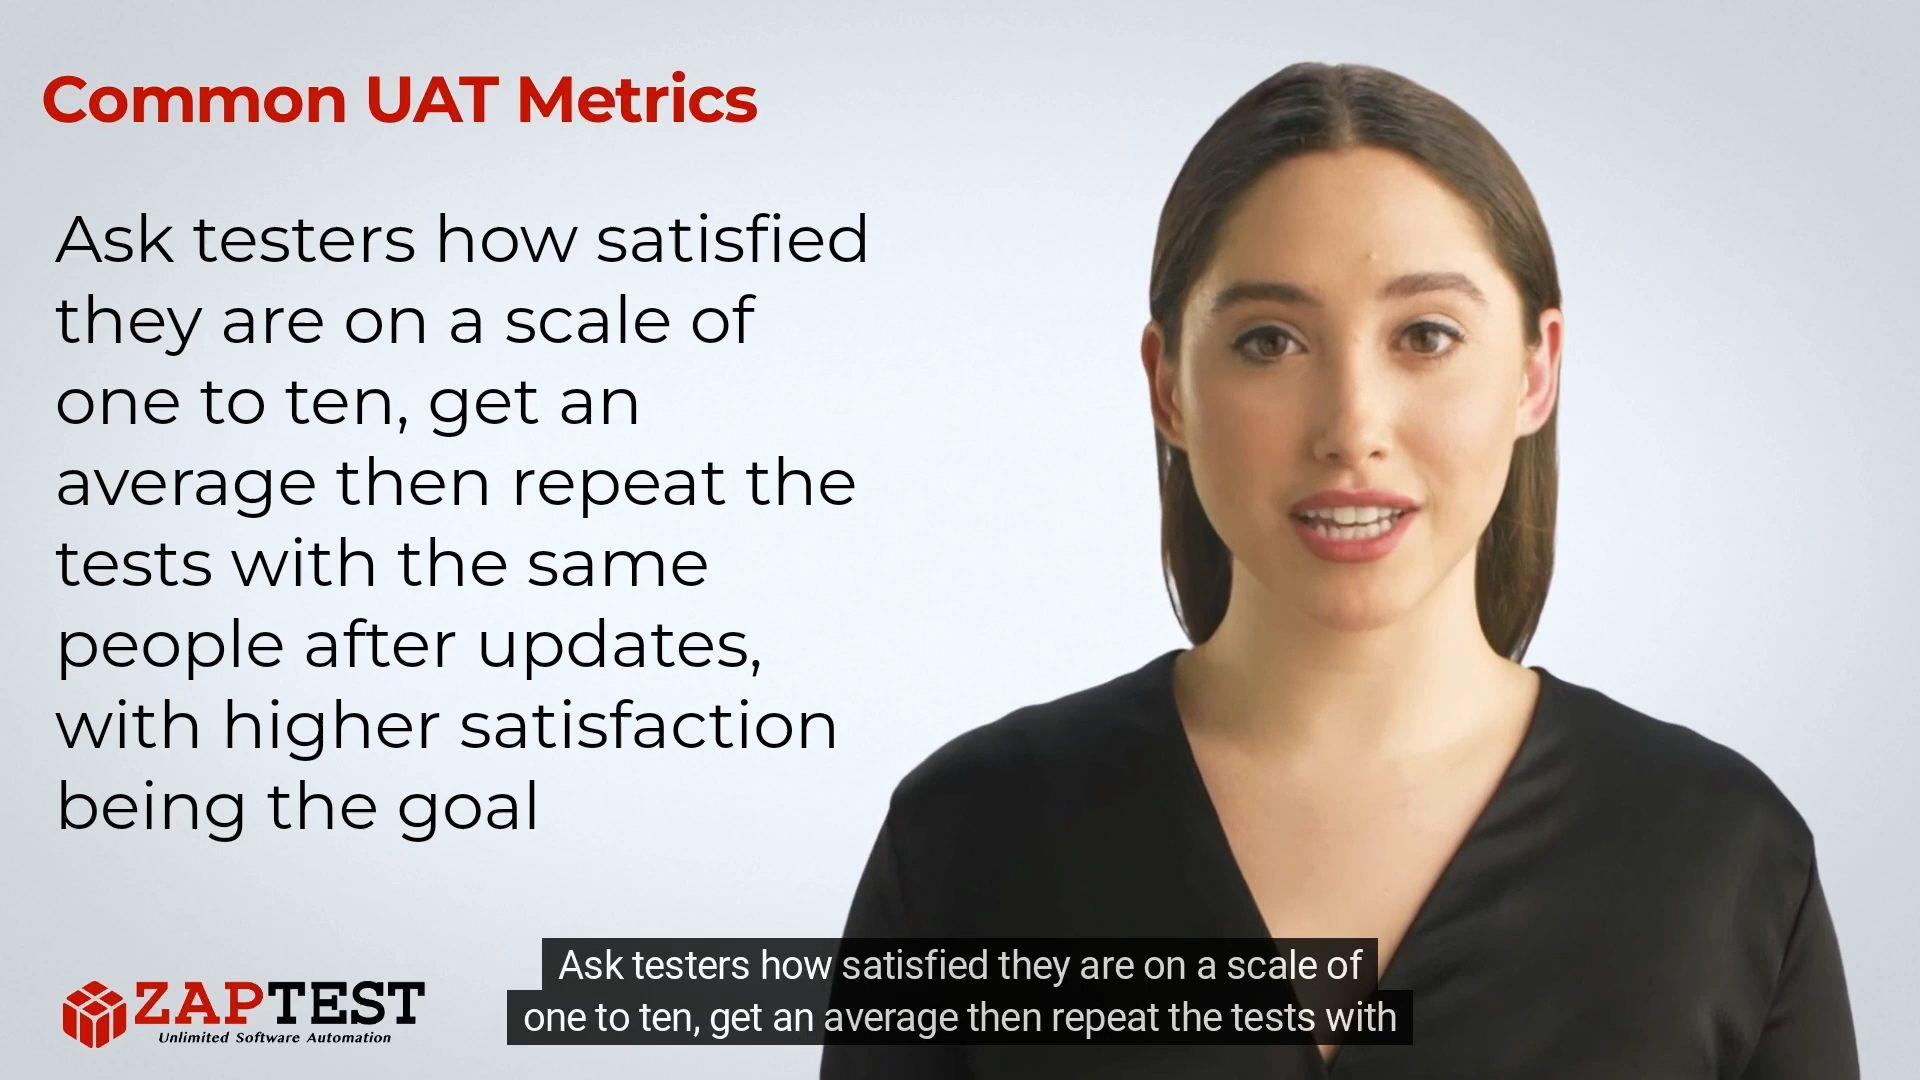 Common UAT Metrics
Ask testers how satisfied
they are on a scale of
one to ten, get an
average then repeat the
tests with the same
people after updates,
with higher satisfaction
being the goal
ZAPTEST
Unlimited Software Automation
Ask testers how satisfied they are on a scale of
one to ten, get an average then repeat the tests with